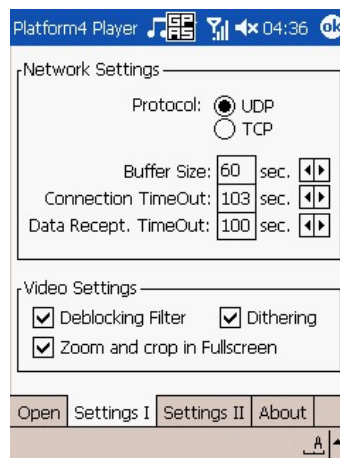 Platform4 Player GPRS 04:36 ok
Network Settings
Protocol: UDP
TCP
Buffer Size: 60 sec.
Connection TimeOut: 103 sec.
Data Recept. TimeOut: 100 sec.
Video Settings
Deblocking Filter Dithering
Zoom and crop in Fullscreen
Open Settings I Settings II About
A